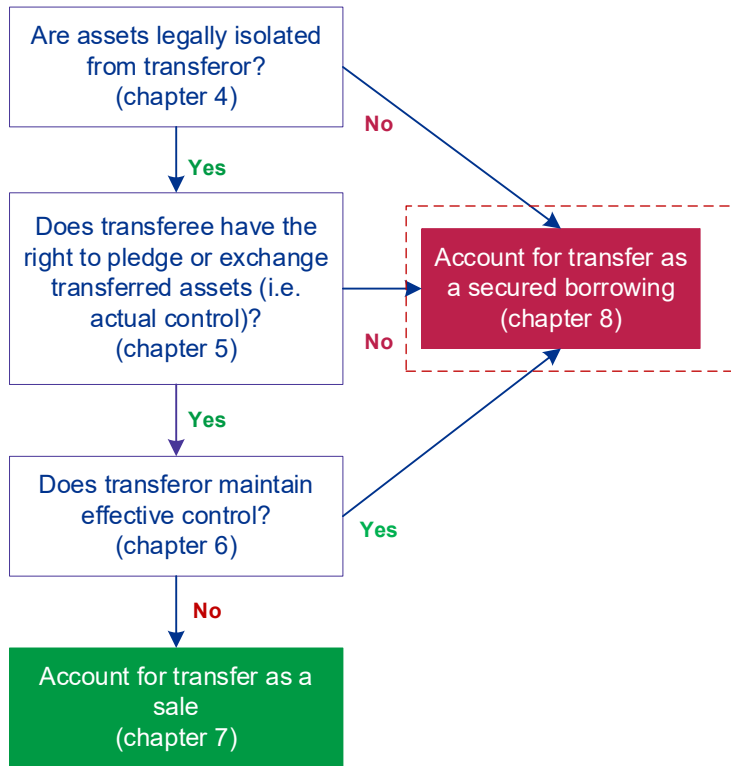 Are assets legally isolated
from transferor?
(chapter 4)
No
Yes
Does transferee have the
right to pledge or exchange
transferred assets (i.e.
actual control)?
(chapter 5)
Account for transfer as
a secured borrowing
(chapter 8)
No
Yes
Does transferor maintain
effective control?
(chapter 6)
Yes
No
Account for transfer as a
sale
(chapter 7)